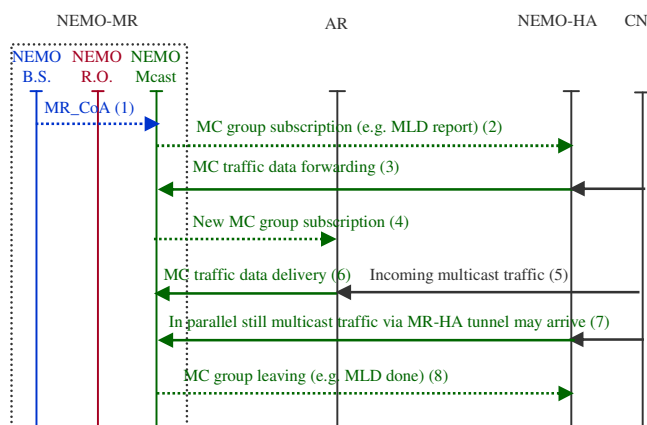 NEMO-MR
AR
NEMO-HA
CN
NEMO
B.S.
NEMO
R.O.
NEMO
Mcast
MR_CoA (1)
MC group subscription (e.g. MLD report) (2)
MC traffic data forwarding (3)
New MC group subscription (4)
MC traffic data delivery (6)
Incoming multicast traffic (5)
In parallel still multicast traffic via MR-HA tunnel may arrive (7)
MC group leaving (e.g. MLD done) (8)